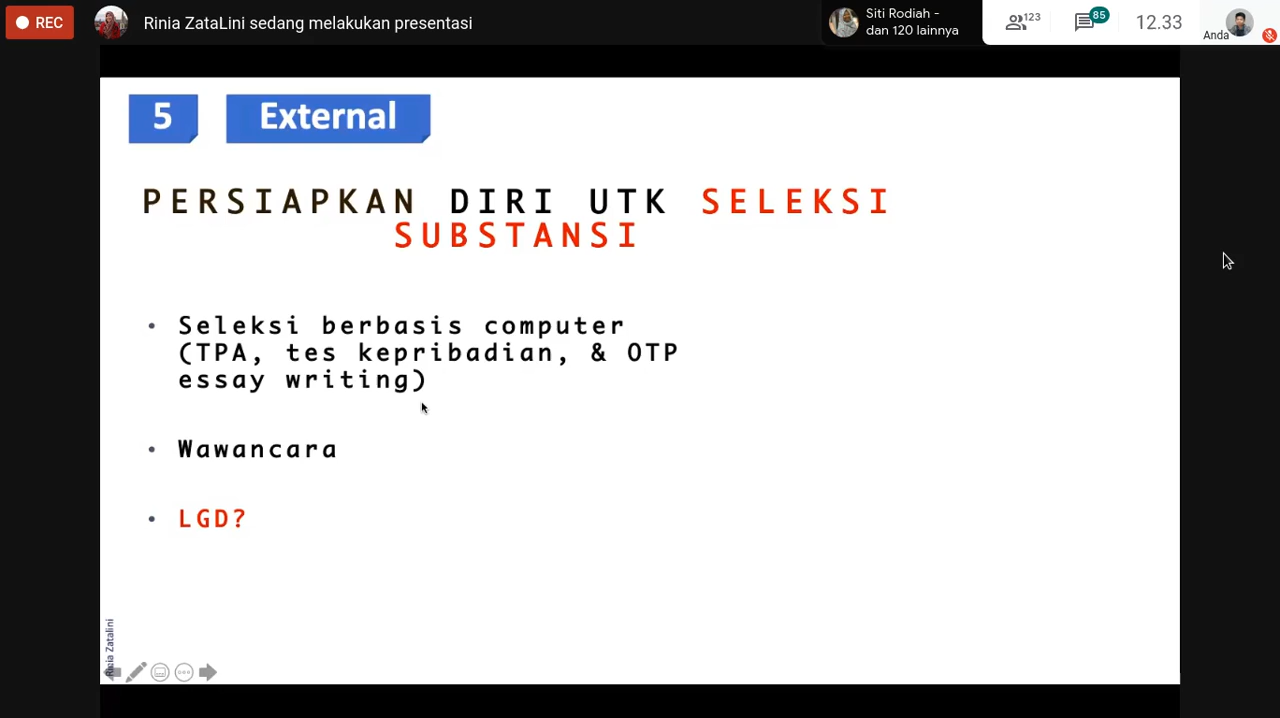 REC
Rinia ZataLini sedang melakukan presentasi
Siti Rodiah -
dan 120 lainnya
123
85
12.33
Anda
5
External
PERSIAPKAN DIRI UTK SELEKSI
SUBSTANSI
• Seleksi berbasis computer
(TPA, tes kepribadian, & OTP
essay writing)
• Wawancara
• LGD?
Rinia Zatalini